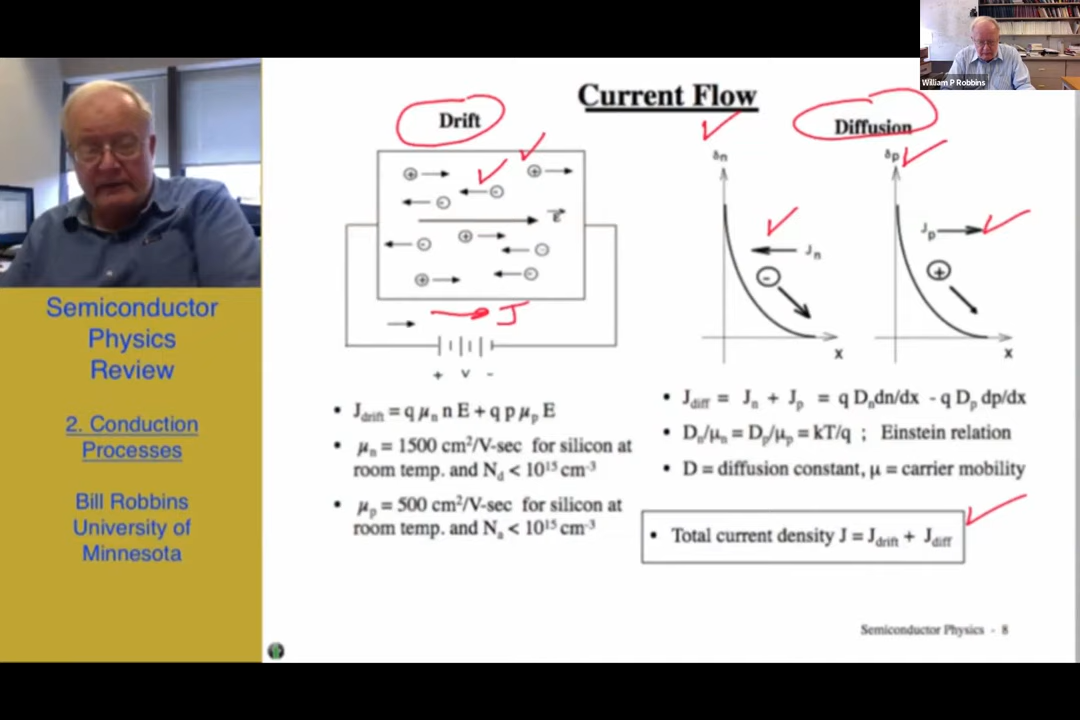 William P Robbins
Current Flow
Drift
Diffusion
δn
δp
E
J
Jn
Jp
+ V -
x
x
• Jdrift = q μn n E + q p μp E
• μn = 1500 cm²/V-sec for silicon at
room temp. and Nd < 10¹⁵ cm⁻³
• μp = 500 cm²/V-sec for silicon at
room temp. and Na < 10¹⁵ cm⁻³
• Jdiff = Jn + Jp = q Dn dn/dx - q Dp dp/dx
• Dn/μn = Dp/μp = kT/q ; Einstein relation
• D = diffusion constant, μ = carrier mobility
• Total current density J = Jdrift + Jdiff
Semiconductor Physics - 8
Semiconductor
Physics
Review
2. Conduction
Processes
Bill Robbins
University of
Minnesota